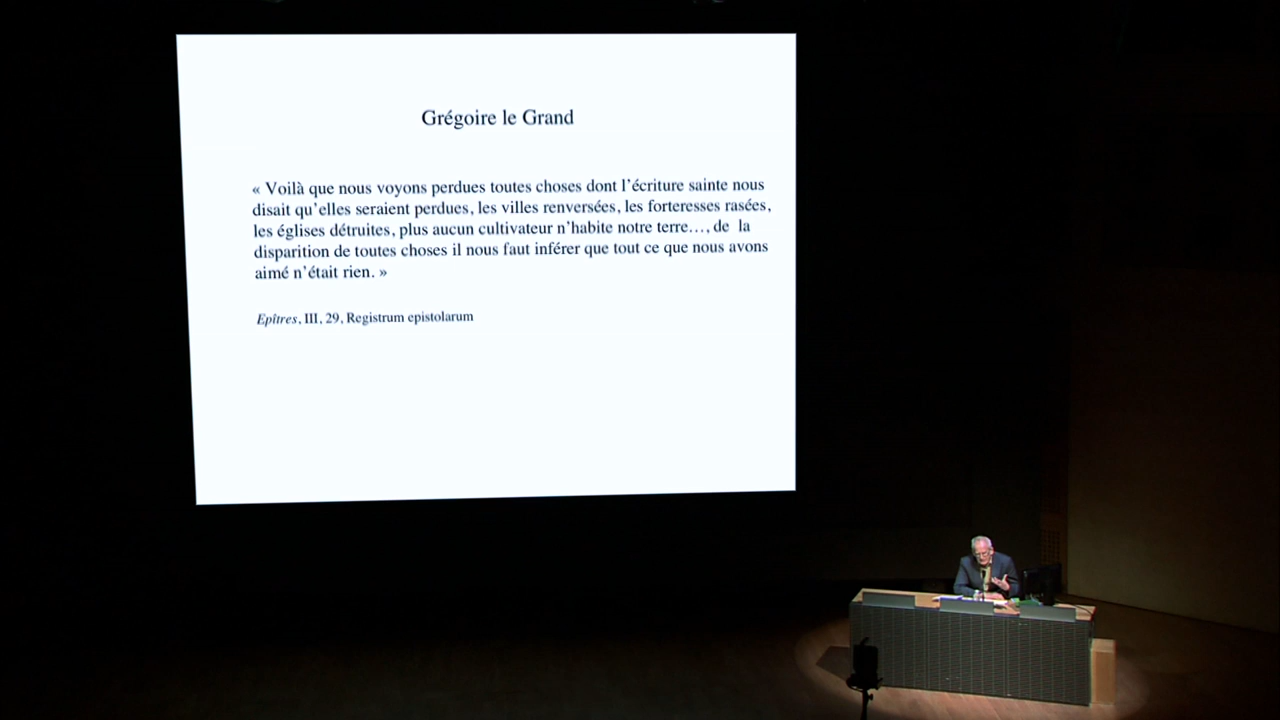 Grégoire le Grand
« Voilà que nous voyons perdues toutes choses dont l’écriture sainte nous
disait qu’elles seraient perdues, les villes renversées, les forteresses rasées,
les églises détruites, plus aucun cultivateur n’habite notre terre…, de  la
disparition de toutes choses il nous faut inférer que tout ce que nous avons
aimé n’était rien. »
Epîtres, III, 29, Registrum epistolarum